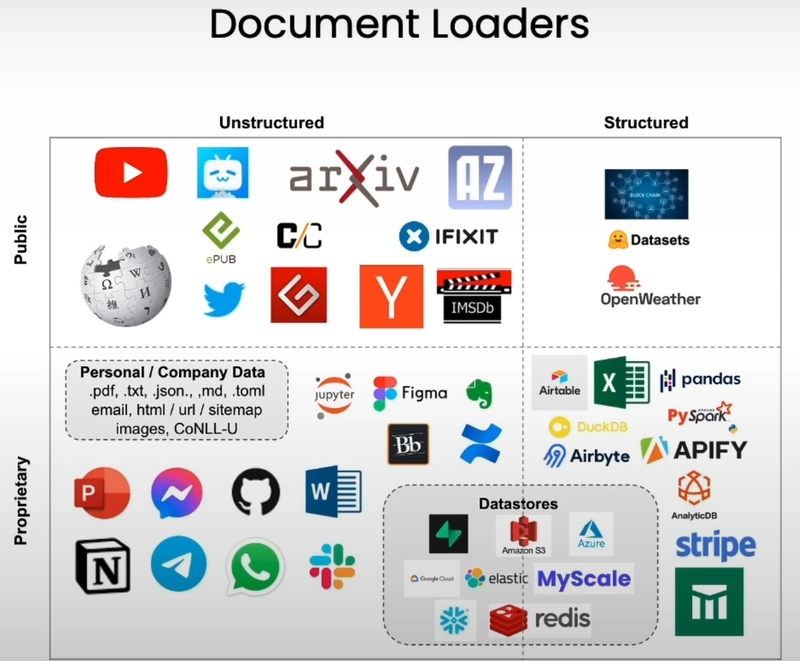 Document Loaders
Unstructured
Structured
Public
arXiv
AZ
BLOCK CHAIN
ePUB
C/C
IFIXIT
Datasets
W
Ω
И
維
Y
IMSDb
OpenWeather
Proprietary
Personal / Company Data
.pdf, .txt, .json., ,md, .toml
email, html / url / sitemap
images, CoNLL-U
jupyter
Figma
Airtable
X
pandas
PySpark
Bb
DuckDB
Airbyte
APIFY
P
W
Datastores
AnalyticDB
Amazon S3
Azure
stripe
N
Google Cloud
elastic
MyScale
redis